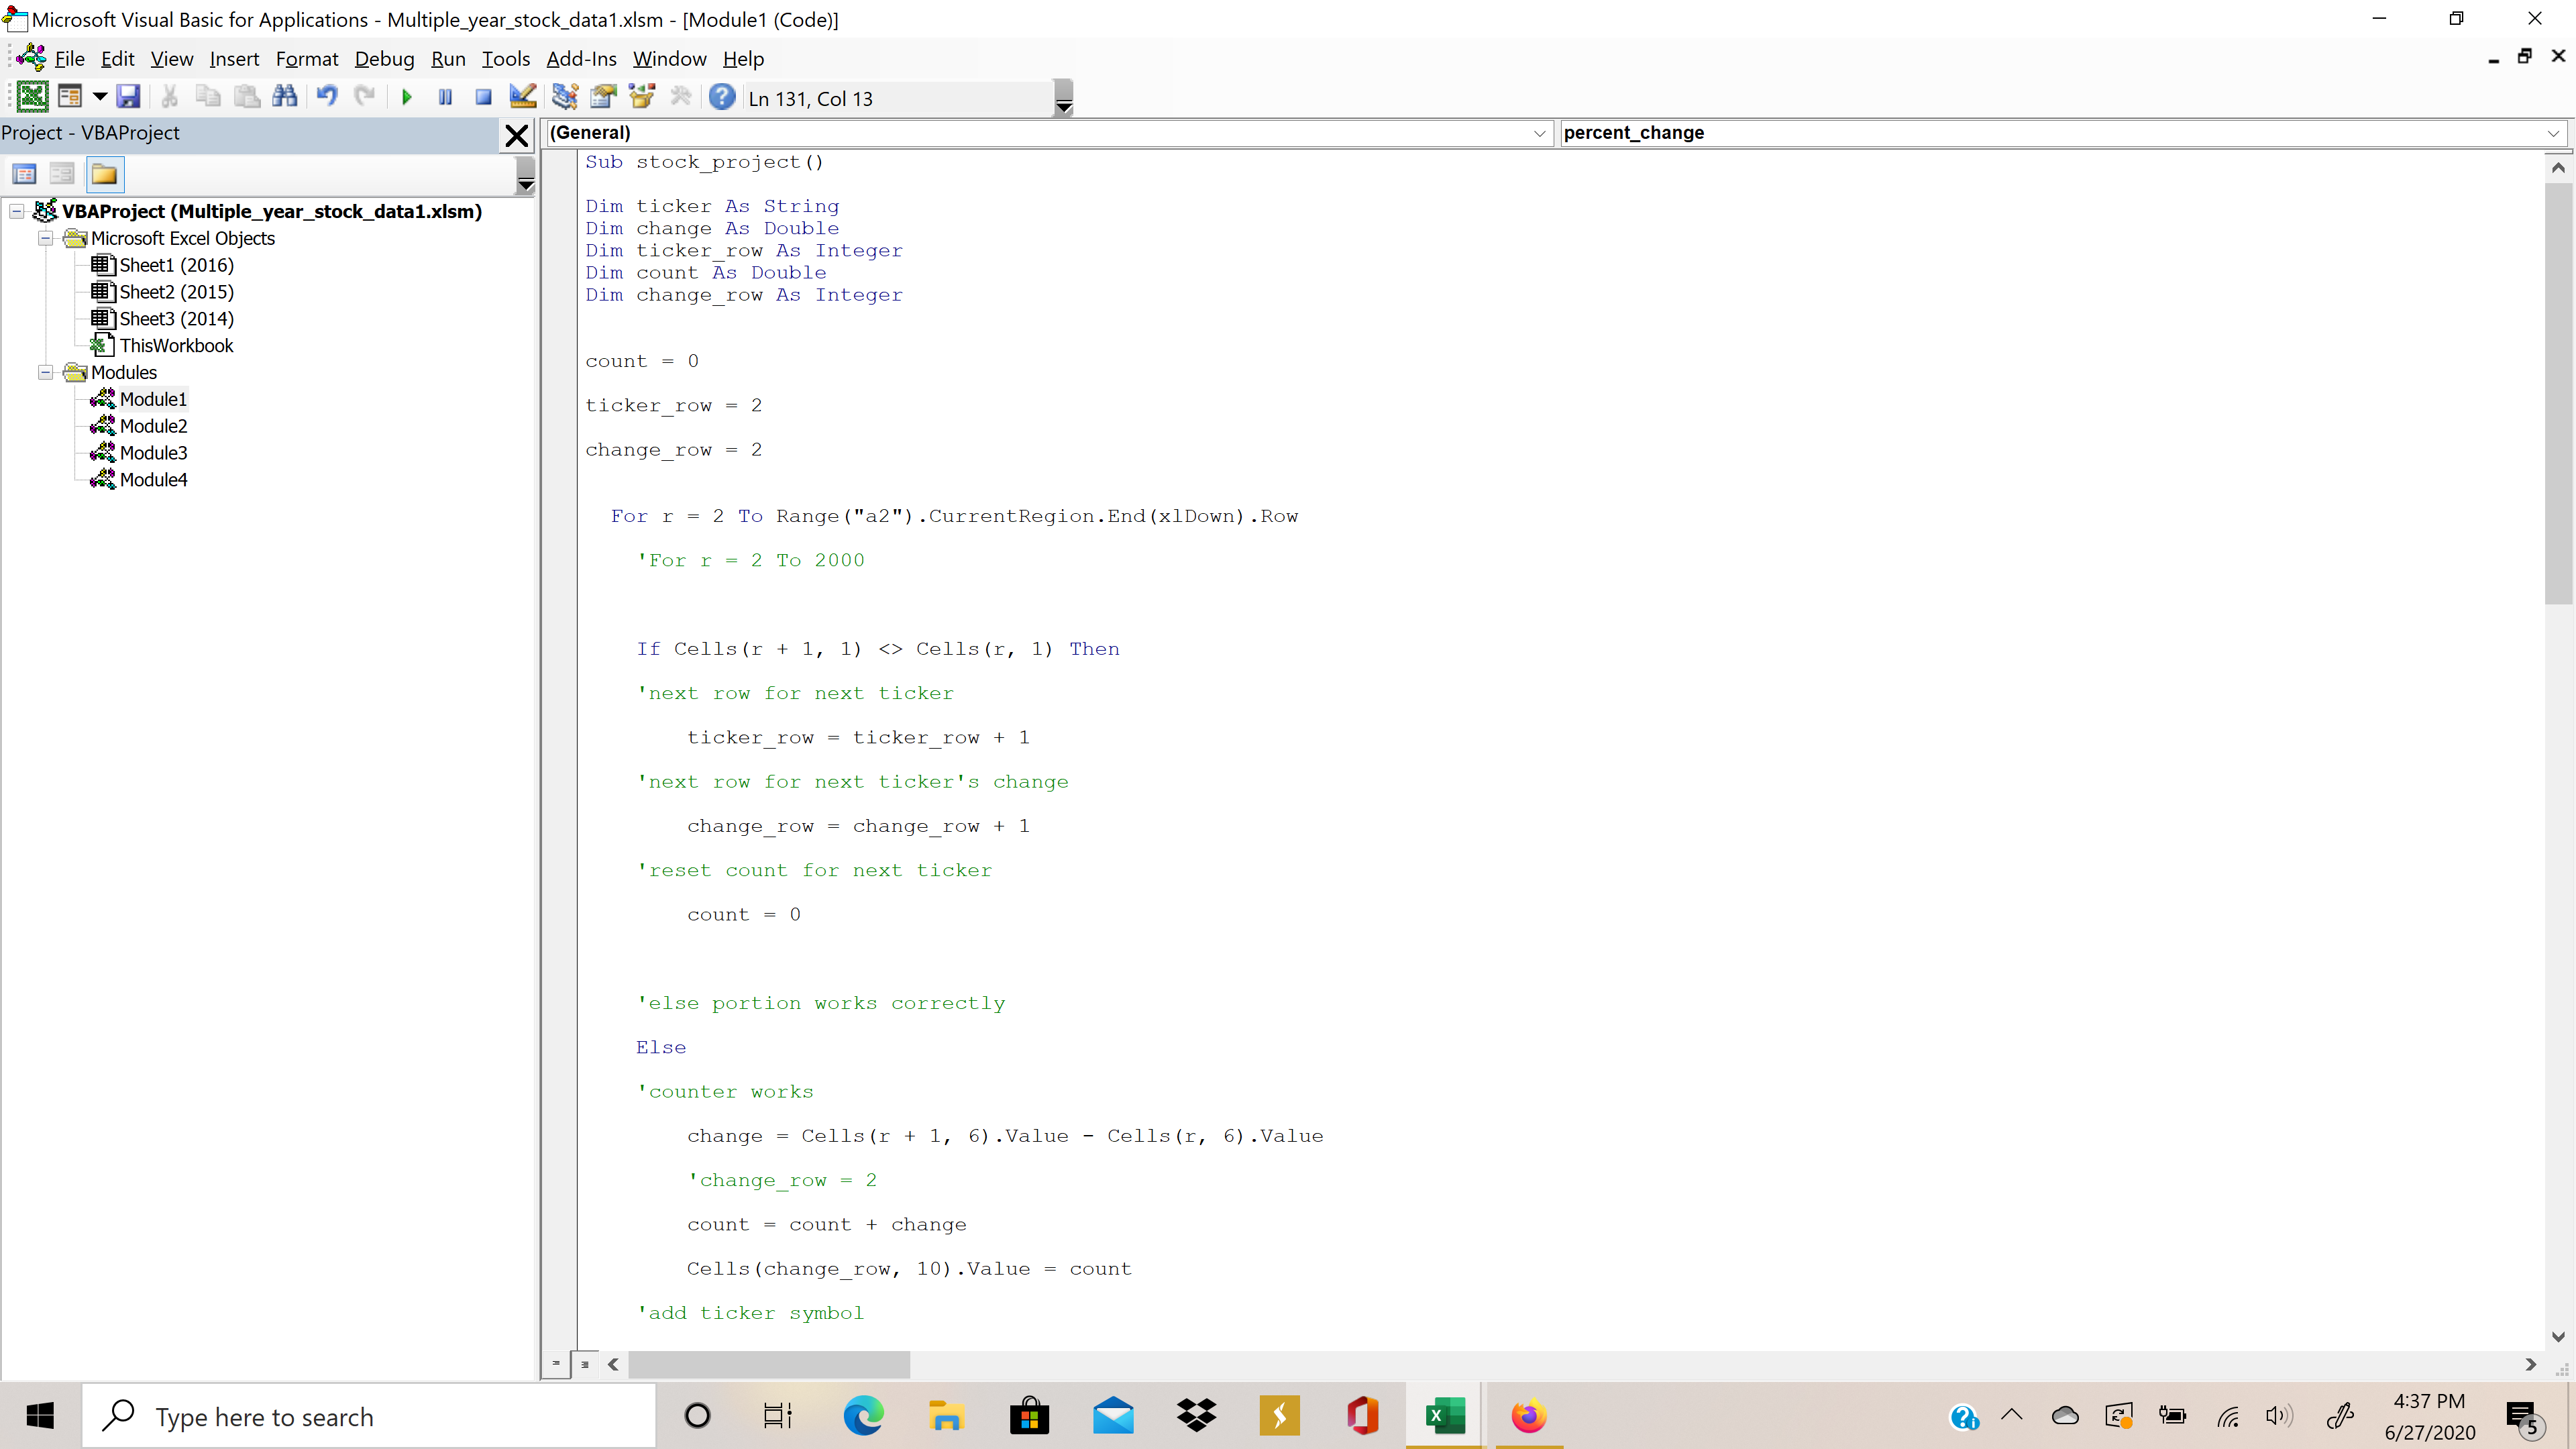 Microsoft Visual Basic for Applications - Multiple_year_stock_data1.xlsm - [Module1 (Code)]
File Edit View Insert Format Debug Run Tools Add-Ins Window Help
Ln 131, Col 13
Project - VBAProject
(General)
percent_change
VBAProject (Multiple_year_stock_data1.xlsm)
Microsoft Excel Objects
Sheet1 (2016)
Sheet2 (2015)
Sheet3 (2014)
ThisWorkbook
Modules
Module1
Module2
Module3
Module4
Sub stock_project()
Dim ticker As String
Dim change As Double
Dim ticker_row As Integer
Dim count As Double
Dim change_row As Integer
count = 0
ticker_row = 2
change_row = 2
For r = 2 To Range("a2").CurrentRegion.End(xlDown).Row
'For r = 2 To 2000
If Cells(r + 1, 1) <> Cells(r, 1) Then
'next row for next ticker
ticker_row = ticker_row + 1
'next row for next ticker's change
change_row = change_row + 1
'reset count for next ticker
count = 0
'else portion works correctly
Else
'counter works
change = Cells(r + 1, 6).Value - Cells(r, 6).Value
'change_row = 2
count = count + change
Cells(change_row, 10).Value = count
'add ticker symbol
Type here to search
4:37 PM
6/27/2020
5